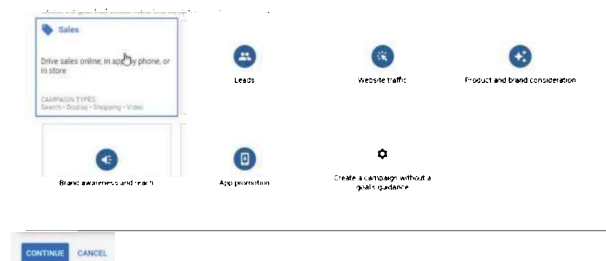 Sales
Drive sales online, in app, by phone, or
in store
CAMPAIGN TYPES
Search • Display • Shopping • Video
Leads
Website traffic
Product and brand consideration
Brand awareness and reach
App promotion
Create a campaign without a
goal's guidance
CONTINUE CANCEL